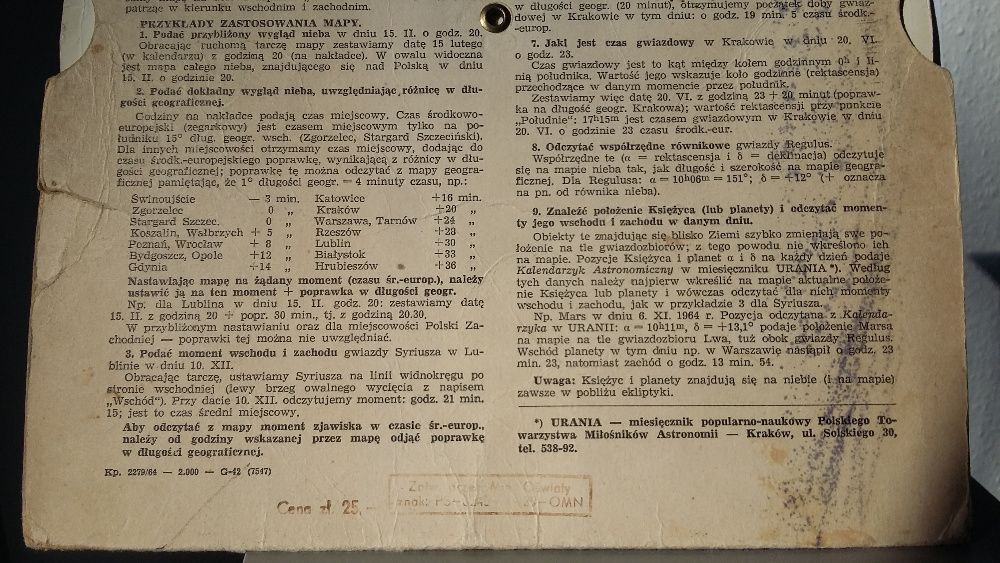 patrząc w kierunku wschodnim i zachodnim.
PRZYKŁADY ZASTOSOWANIA MAPY.
1. Podać przybliżony wygląd nieba w dniu 15. II. o godz. 20.
Obracając ruchomą tarczę mapy zestawiamy datę 15 lutego
(w kalendarzu) z godziną 20 (na nakładce). W owalu widoczna
jest mapa całego nieba, znajdującego się nad Polską w dniu
15. II. o godzinie 20.
2. Podać dokładny wygląd nieba, uwzględniając różnicę w dłu-
gości geograficznej.
Godziny na nakładce podają czas miejscowy. Czas środkowo-
europejski (zegarkowy) jest czasem miejscowym tylko na po-
łudniku 15° dług. geogr. wsch. (Zgorzelec, Stargard Szczeciński).
Dla innych miejscowości otrzymamy czas miejscowy, dodając do
czasu środk.-europejskiego poprawkę, wynikającą z różnicy w dłu-
gości geograficznej; poprawkę tę można odczytać z mapy geogra-
ficznej pamiętając, że 1° długości geogr. = 4 minuty czasu, np.:
Świnoujście — 3 min. Katowice +16 min.
Zgorzelec 0 „ Kraków +20 „
Stargard Szczec. 0 „ Warszawa, Tarnów +24 „
Koszalin, Wałbrzych + 5 „ Rzeszów +28 „
Poznań, Wrocław + 8 „ Lublin +30 „
Bydgoszcz, Opole +12 „ Białystok +33 „
Gdynia +14 „ Hrubieszów +36 „
Nastawiając mapę na żądany moment (czasu śr.-europ.), należy
ustawić ją na ten moment + poprawka w długości geogr.
Np. dla Lublina w dniu 15. II. godz. 20: zestawiamy datę
15. II. z godziną 20 + popr. 30 min., tj. z godziną 20.30.
W przybliżonym nastawianiu oraz dla miejscowości Polski Za-
chodniej — poprawki tej można nie uwzględniać.
3. Podać moment wschodu i zachodu gwiazdy Syriusza w Lu-
blinie w dniu 10. XII.
Obracając tarczę, ustawiamy Syriusza na linii widnokręgu po
stronie wschodniej (lewy brzeg owalnego wycięcia z napisem
„Wschód”). Przy dacie 10. XII. odczytujemy moment: godz. 21 min.
15; jest to czas średni miejscowy.
Aby odczytać z mapy moment zjawiska w czasie śr.-europ.,
należy od godziny wskazanej przez mapę odjąć poprawkę
w długości geograficznej.
Kp. 2279/64 — 2.000 — G-42 (7547)
Cena zł 25,—
OMN
w długości geogr. (20 minut), otrzymujemy początek doby gwiaz-
dowej w Krakowie w tym dniu: o godz. 19 min. 5 czasu środk.-
-europ.
7. Jaki jest czas gwiazdowy w Krakowie w dniu 20. VI.
o godz. 23.
Czas gwiazdowy jest to kąt między kołem godzinnym 0h i li-
nią południka. Wartość jego wskazuje koło godzinne (rektascensja)
przechodzące w danym momencie przez południk.
Zestawimy więc datę 20. VI. z godziną 23 + 20 minut (popraw-
ka na długość geogr. Krakowa); wartość rektascensji przy punkcie
„Południe”: 17h15m jest czasem gwiazdowym w Krakowie w dniu
20. VI. o godzinie 23 czasu środk.-eur.
8. Odczytać współrzędne równikowe gwiazdy Regulus.
Współrzędne te (α = rektascensja i δ = deklinacja) odczytuje
się na mapie nieba tak, jak długość i szerokość na mapie geogra-
ficznej. Dla Regulusa: α = 10h06m = 151°; δ = +12° (+ oznacza
na pn. od równika nieba).
9. Znaleźć położenie Księżyca (lub planety) i odczytać momen-
ty jego wschodu i zachodu w danym dniu.
Obiekty te znajdując się blisko Ziemi szybko zmieniają swe po-
łożenie na tle gwiazdozbiorów; z tego powodu nie wkreślono ich
na mapie. Pozycje Księżyca i planet α i δ na każdy dzień podaje
Kalendarzyk Astronomiczny w miesięczniku URANIA *). Według
tych danych należy najpierw wkreślić na mapie aktualne położe-
nie Księżyca lub planety i wówczas odczytać dla nich momenty
wschodu i zachodu, jak w przykładzie 3 dla Syriusza.
Np. Mars w dniu 6. XI. 1964 r. Pozycja odczytana z Kalenda-
rzyka w URANII: α = 10h11m, δ = +13,1° podaje położenie Marsa
na mapie na tle gwiazdozbioru Lwa, tuż obok gwiazdy Regulus.
Wschód planety w tym dniu np. w Warszawie nastąpił o godz. 23
min. 23, natomiast zachód o godz. 13 min. 54.
Uwaga: Księżyc i planety znajdują się na niebie (i na mapie)
zawsze w pobliżu ekliptyki.
*) URANIA — miesięcznik popularno-naukowy Polskiego To-
warzystwa Miłośników Astronomii — Kraków, ul. Solskiego 30,
tel. 538-92.